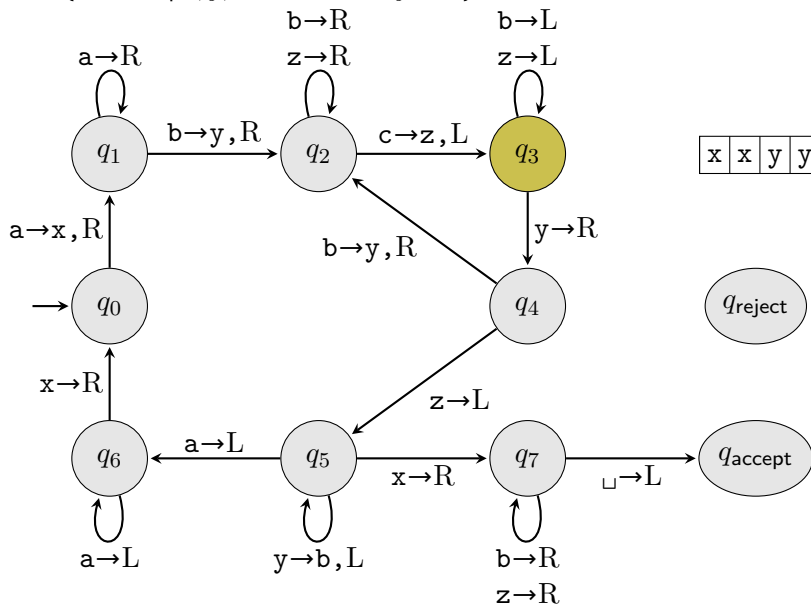 b→R
b→L
a→R
z→R
z→L
q1
b→y,R
q2
c→z,L
q3
x x y y
a→x,R
b→y,R
y→R
q0
q4
qreject
x→R
z→L
q6
a→L
q5
x→R
q7
␣→L
qaccept
a→L
y→b,L
b→R
z→R